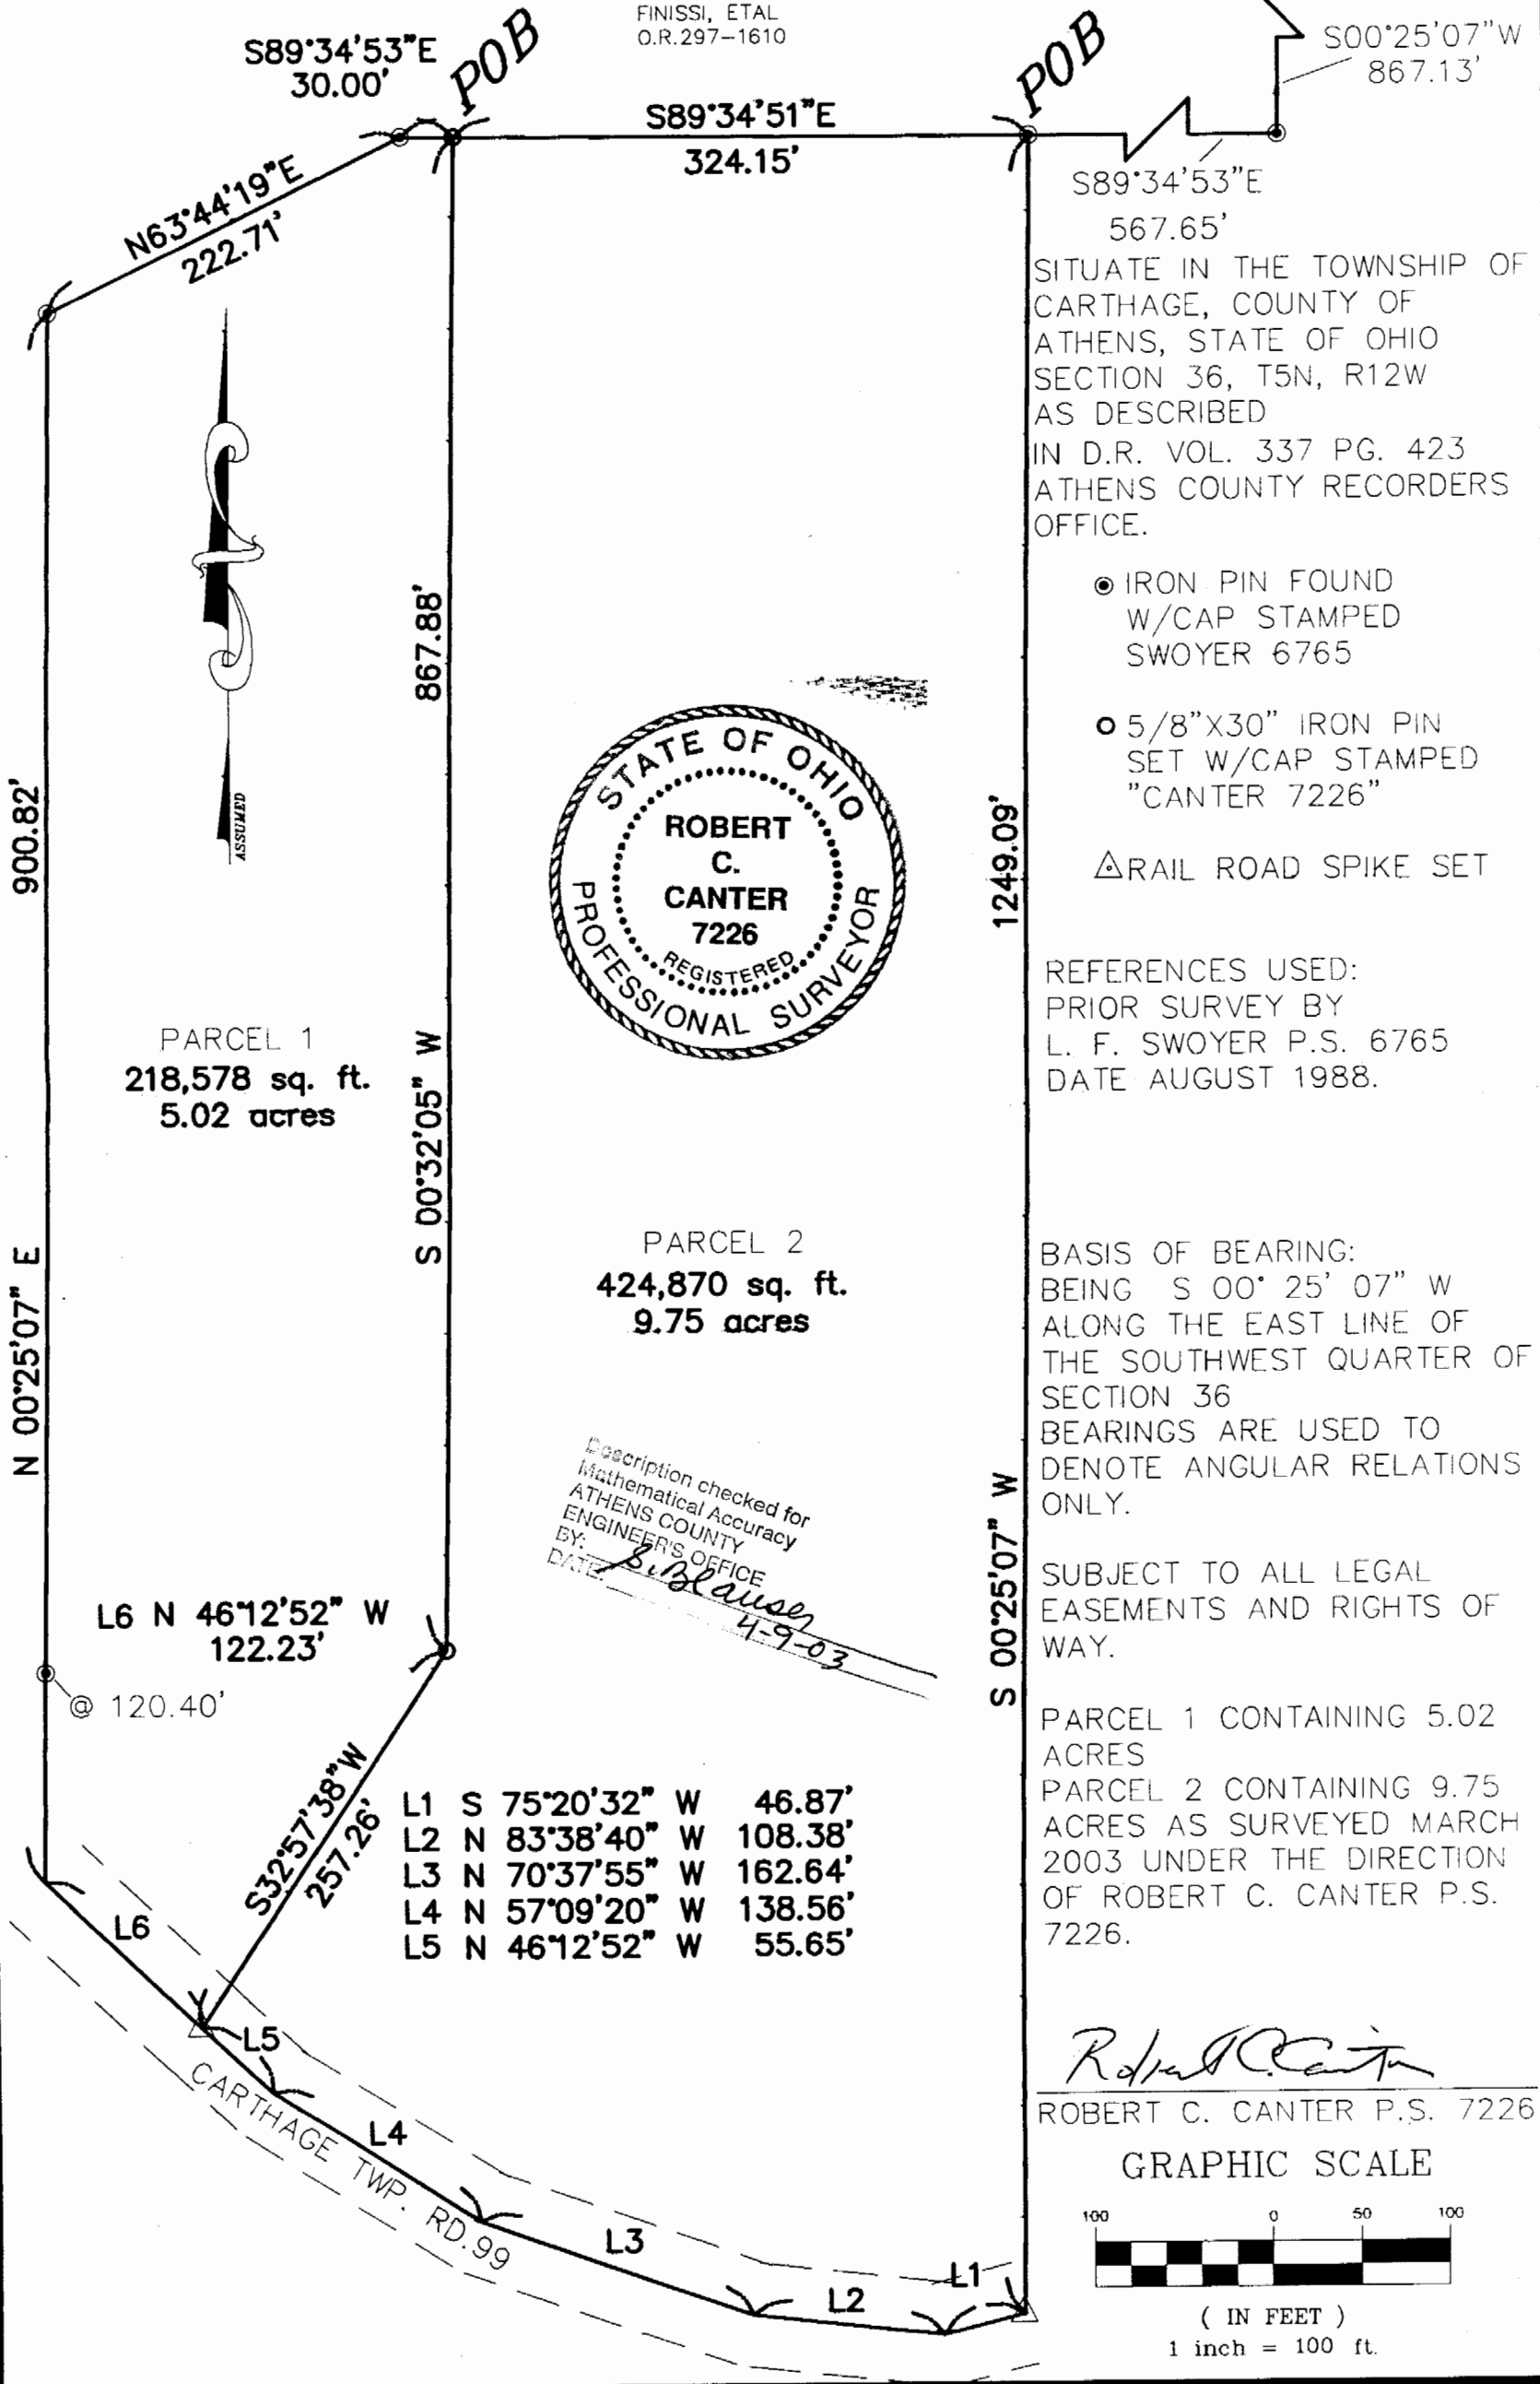 FINISSI, ETAL
O.R.297-1610
S89°34'53"E
30.00'
POB
S89°34'51"E
324.15'
POB
S00°25'07"W
867.13'
S89°34'53"E
567.65'
N63°44'19"E
222.71'
SITUATE IN THE TOWNSHIP OF
CARTHAGE, COUNTY OF
ATHENS, STATE OF OHIO
SECTION 36, T5N, R12W
AS DESCRIBED
IN D.R. VOL. 337 PG. 423
ATHENS COUNTY RECORDERS
OFFICE.
IRON PIN FOUND
W/CAP STAMPED
SWOYER 6765
5/8"X30" IRON PIN
SET W/CAP STAMPED
"CANTER 7226"
RAIL ROAD SPIKE SET
REFERENCES USED:
PRIOR SURVEY BY
L. F. SWOYER P.S. 6765
DATE AUGUST 1988.
BASIS OF BEARING:
BEING S 00° 25' 07" W
ALONG THE EAST LINE OF
THE SOUTHWEST QUARTER OF
SECTION 36
BEARINGS ARE USED TO
DENOTE ANGULAR RELATIONS
ONLY.
SUBJECT TO ALL LEGAL
EASEMENTS AND RIGHTS OF
WAY.
PARCEL 1 CONTAINING 5.02
ACRES
PARCEL 2 CONTAINING 9.75
ACRES AS SURVEYED MARCH
2003 UNDER THE DIRECTION
OF ROBERT C. CANTER P.S.
7226.
Robert C. Canter
ROBERT C. CANTER P.S. 7226
GRAPHIC SCALE
100 0 50 100
( IN FEET )
1 inch = 100 ft.
ASSUMED
N 00°25'07" E 900.82'
S 00°32'05" W 867.88'
S 00°25'07" W 1249.09'
STATE OF OHIO
ROBERT
C.
CANTER
7226
REGISTERED
PROFESSIONAL SURVEYOR
PARCEL 1
218,578 sq. ft.
5.02 acres
PARCEL 2
424,870 sq. ft.
9.75 acres
Description checked for
Mathematical Accuracy
ATHENS COUNTY
ENGINEER'S OFFICE
BY: S. Blauser
DATE: 4-9-03
L6 N 46°12'52" W
122.23'
@ 120.40'
S32°57'38"W
257.26'
L1 S 75°20'32" W 46.87'
L2 N 83°38'40" W 108.38'
L3 N 70°37'55" W 162.64'
L4 N 57°09'20" W 138.56'
L5 N 46°12'52" W 55.65'
L6
L5
L4
L3
L2
L1
CARTHAGE TWP. RD.99